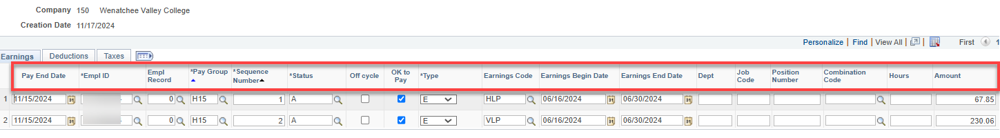 Company 150 Wenatchee Valley College
Creation Date 11/17/2024
Personalize | Find | View All | | First 1
Earnings Deductions Taxes
Pay End Date *Empl ID Empl Record *Pay Group *Sequence Number *Status Off cycle OK to Pay *Type Earnings Code Earnings Begin Date Earnings End Date Dept Job Code Position Number Combination Code Hours Amount
1 11/15/2024 0 H15 1 A E HLP 06/16/2024 06/30/2024 67.85
2 11/15/2024 0 H15 2 A E VLP 06/16/2024 06/30/2024 230.06